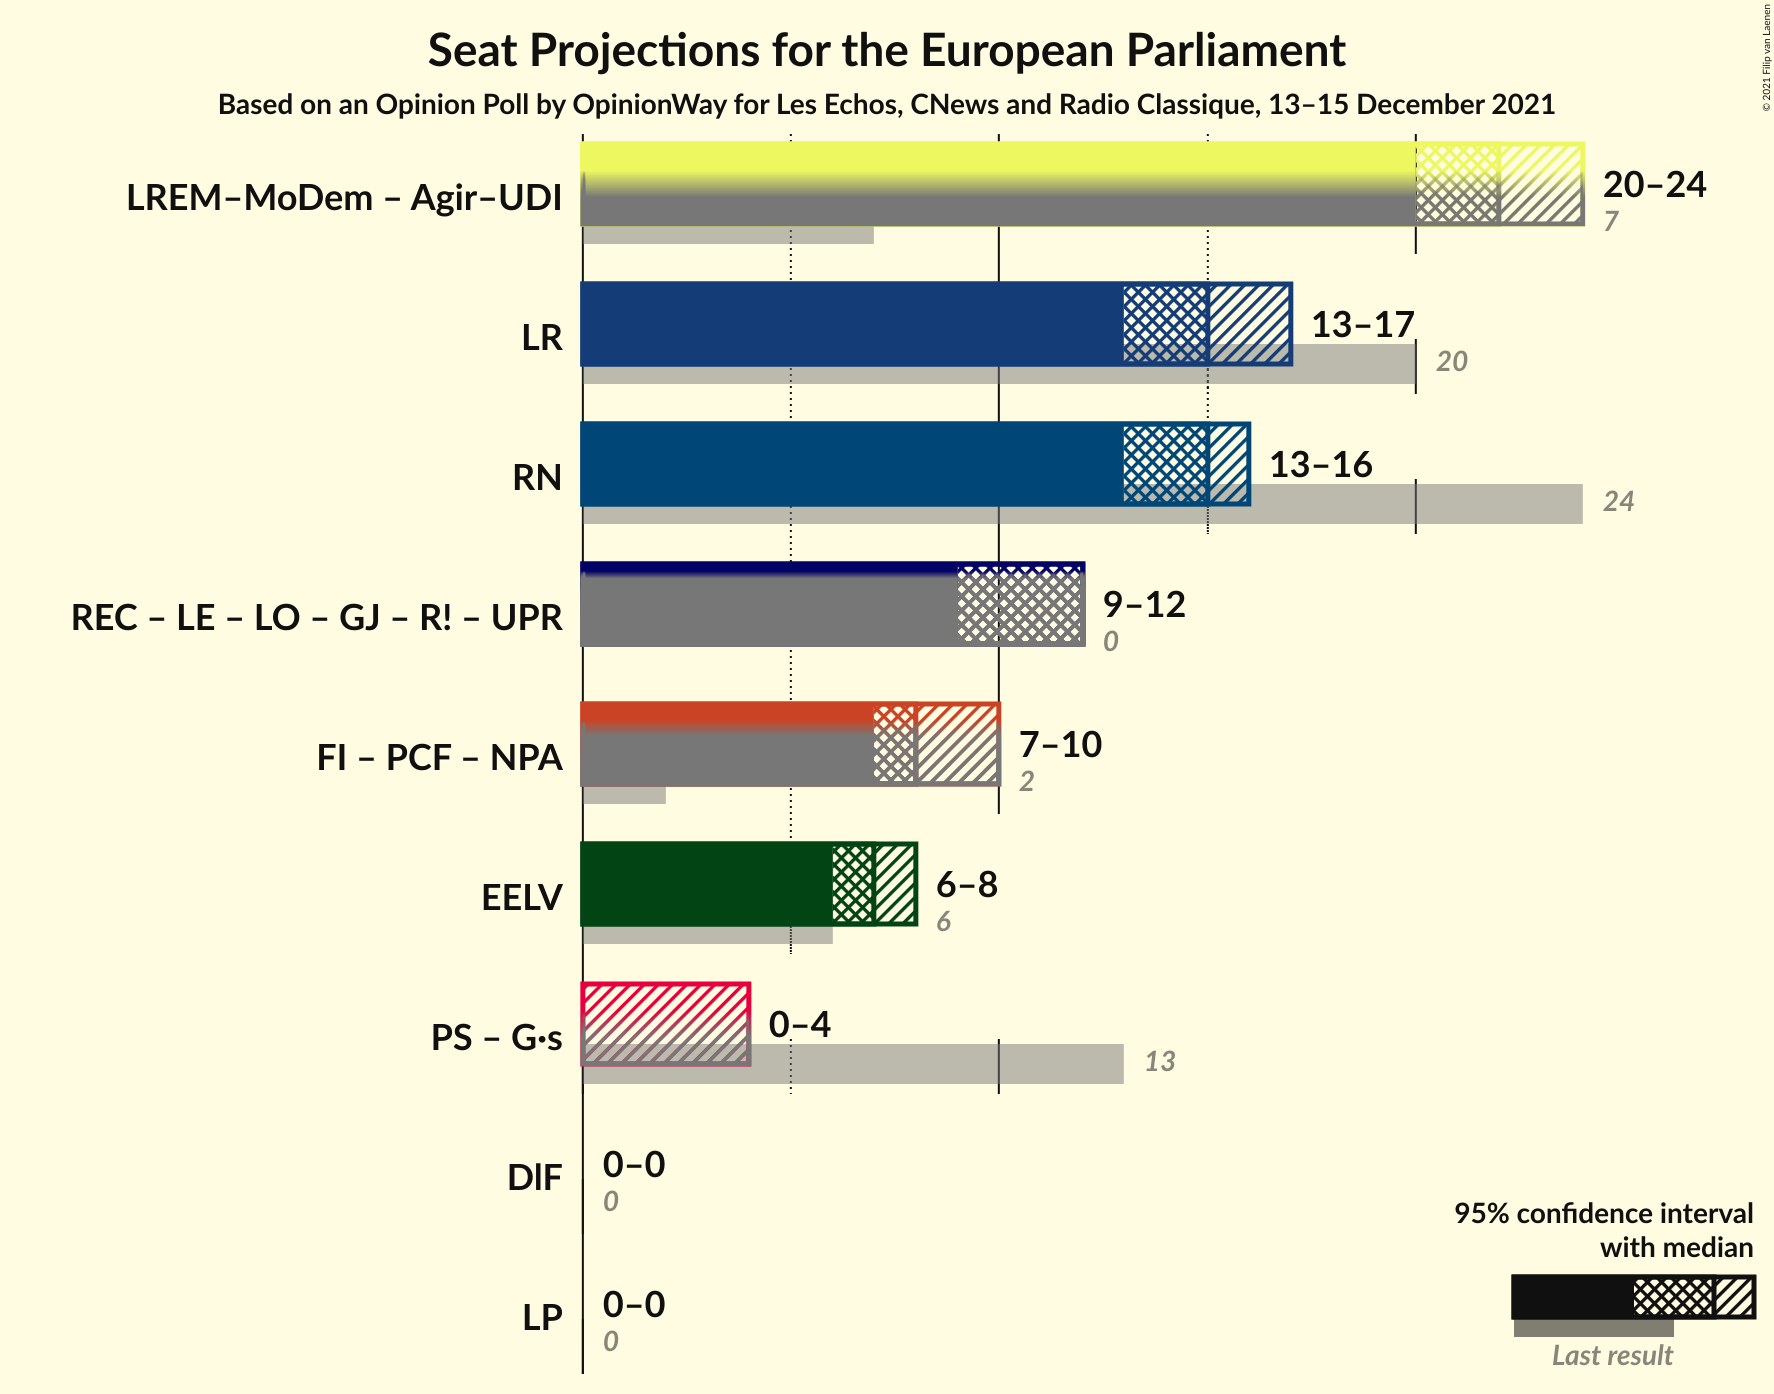 Seat Projections for the European Parliament
Based on an Opinion Poll by OpinionWay for Les Echos, CNews and Radio Classique, 13–15 December 2021
© 2021 Filip van Laenen
LREM–MoDem – Agir–UDI
20–24
7
LR
13–17
20
RN
13–16
24
REC – LE – LO – GJ – R! – UPR
9–12
0
FI – PCF – NPA
7–10
2
EELV
6–8
6
PS – G·s
0–4
13
DIF
0–0
0
LP
0–0
0
95% confidence interval
with median
Last result